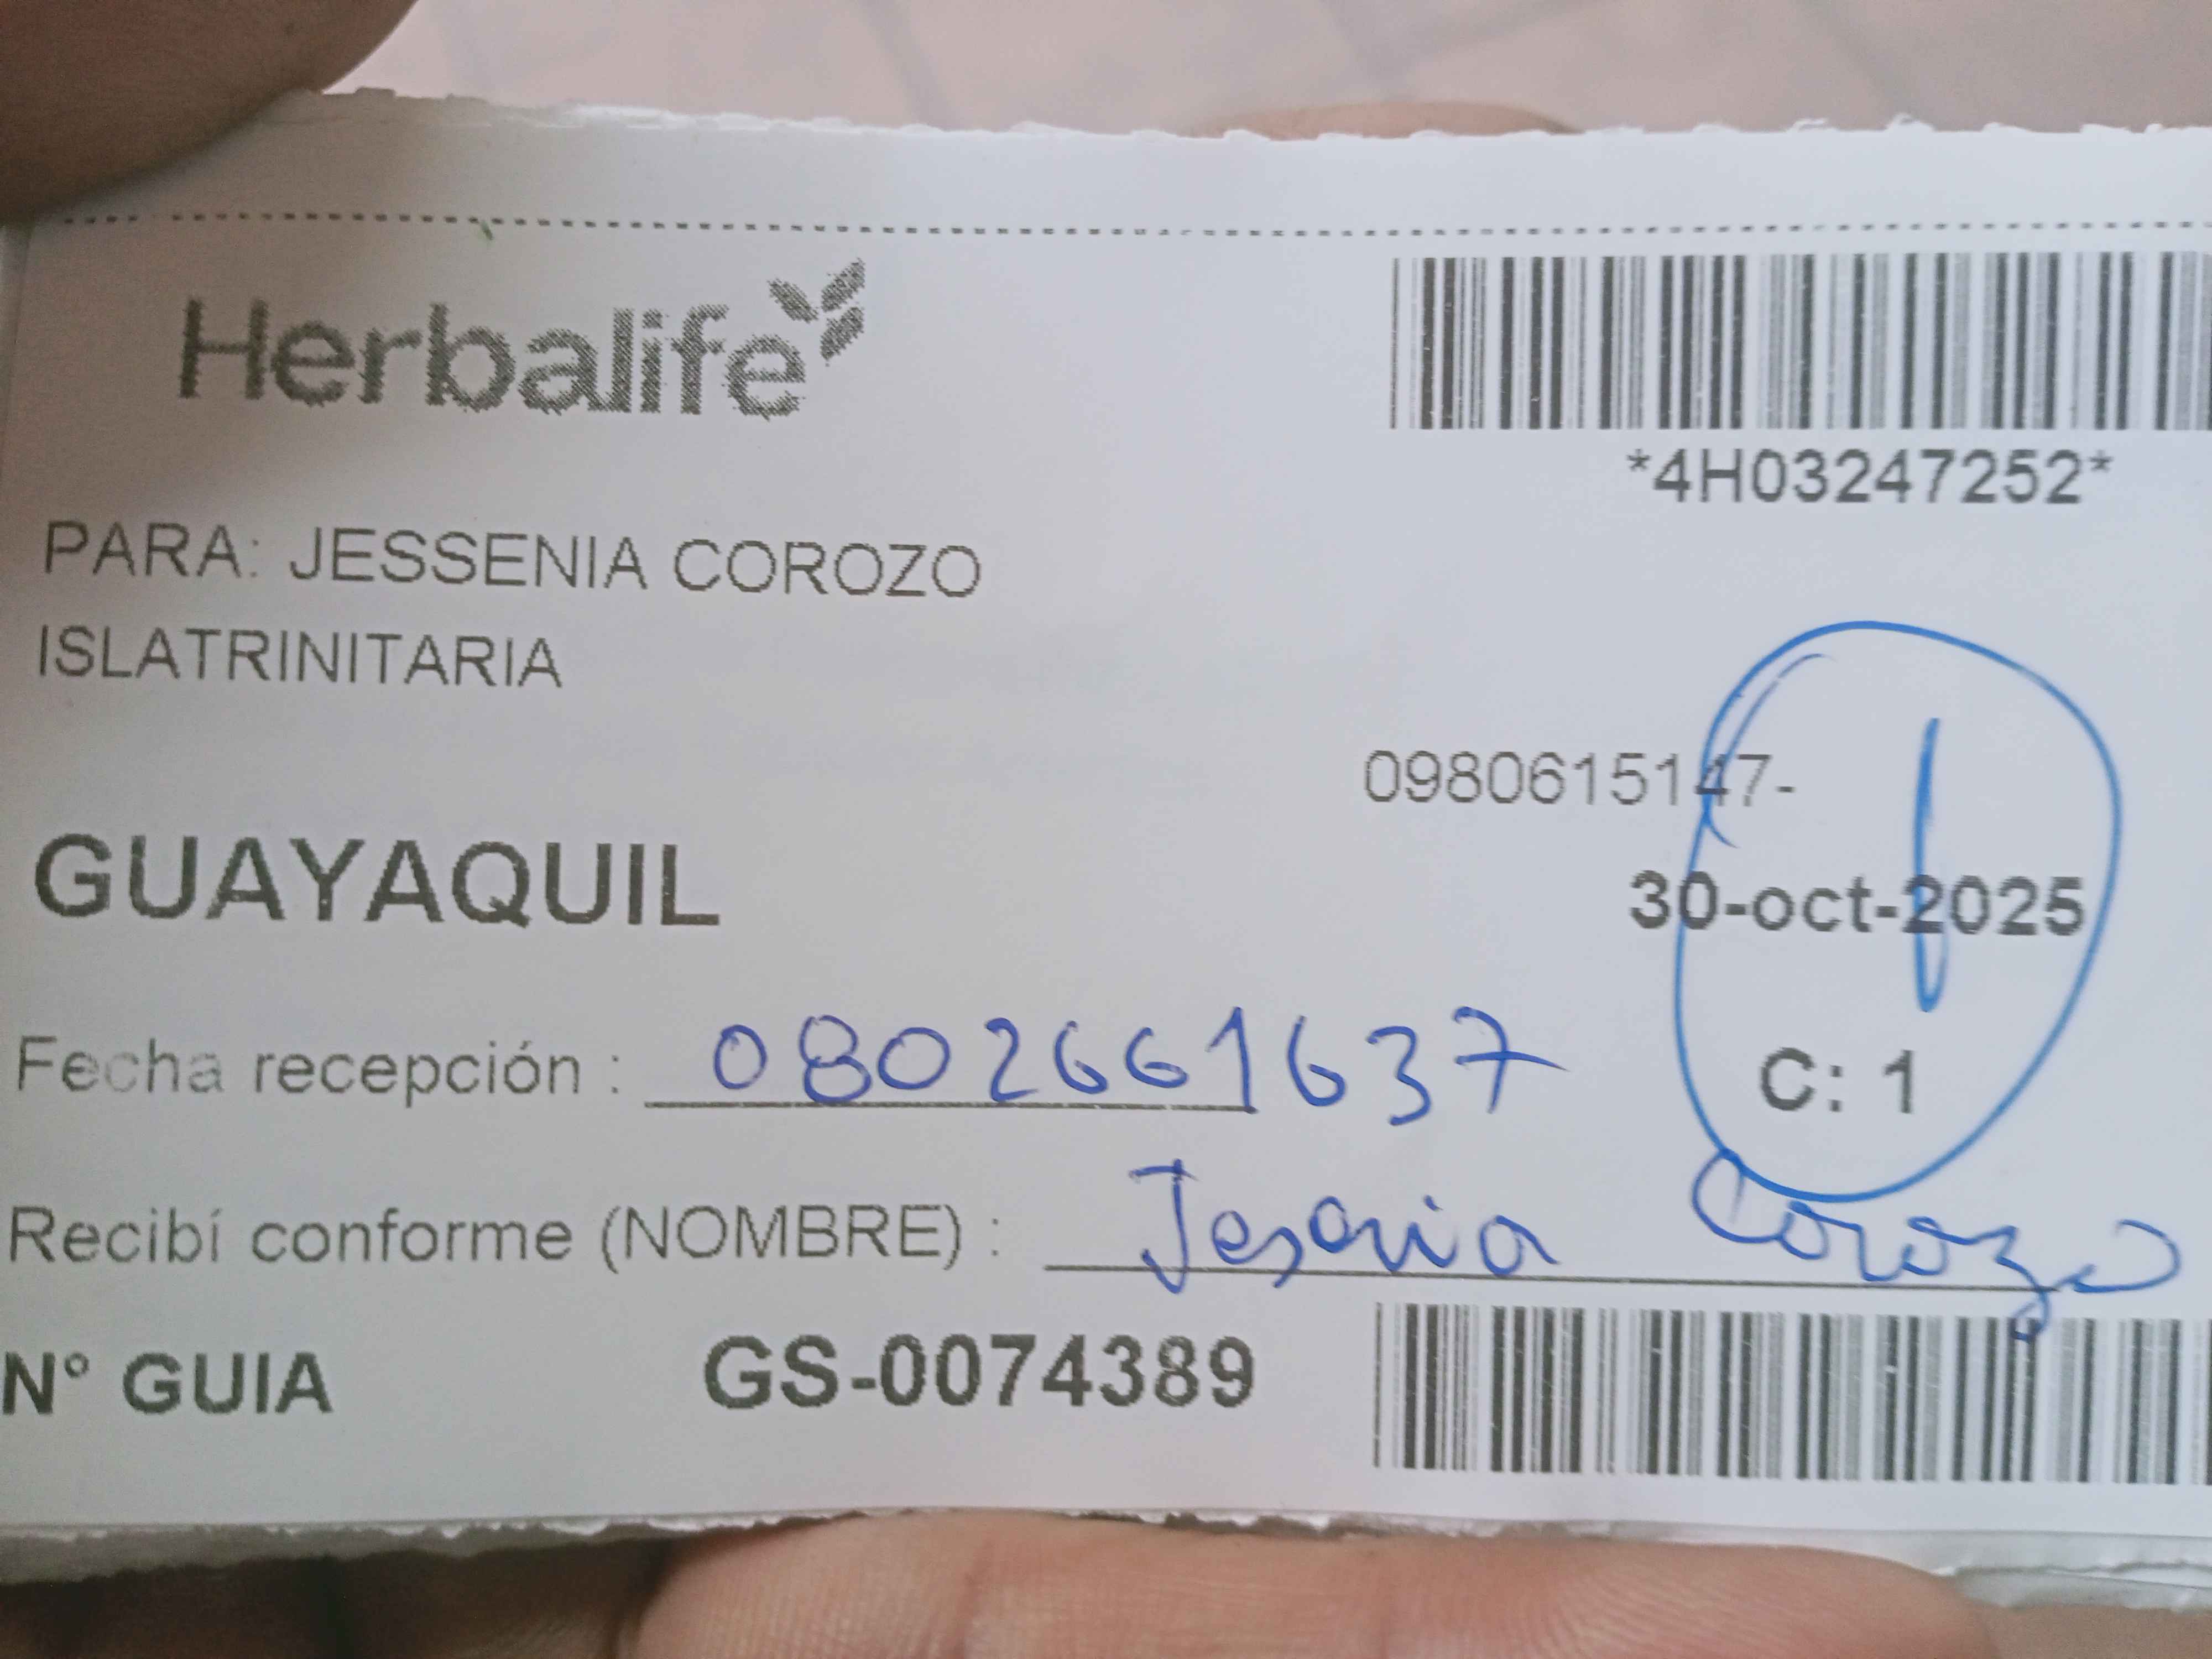 Herbalife
*4H03247252*
PARA: JESSENIA COROZO
ISLATRINITARIA
0980615147-
GUAYAQUIL
30-oct-2025
C: 1
Fecha recepción : 0802661637
Recibí conforme (NOMBRE) : Jesenia Corozo
N° GUIA GS-0074389